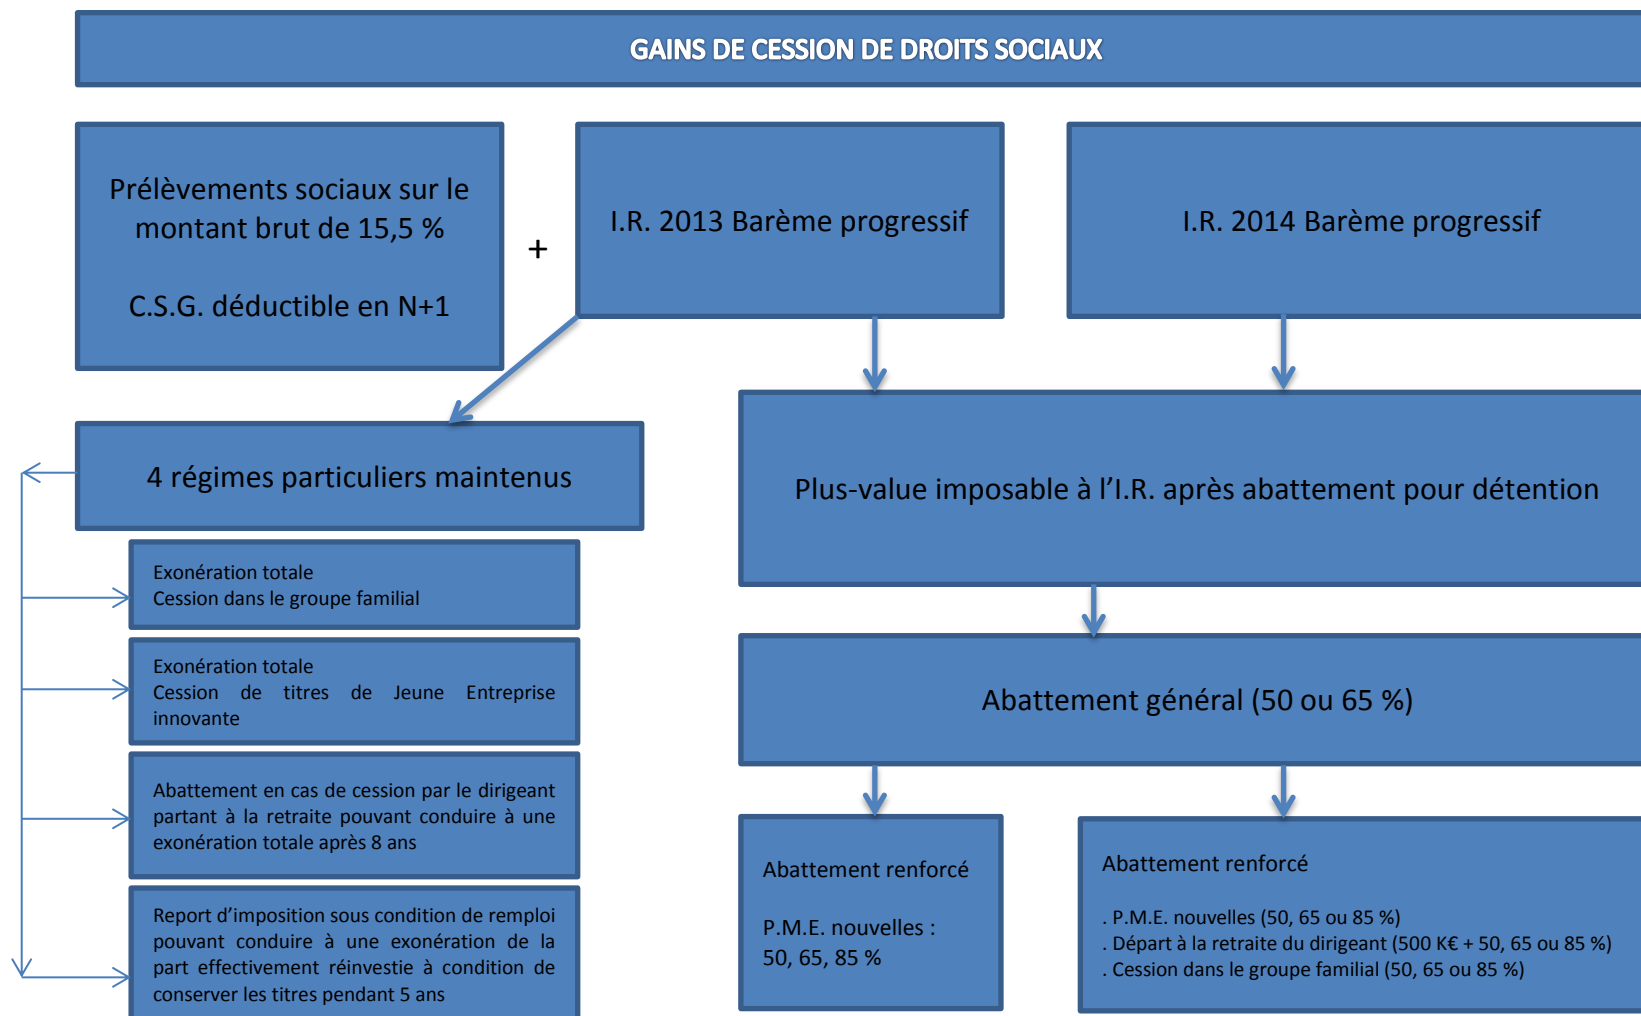 GAINS DE CESSION DE DROITS SOCIAUX
Prélèvements sociaux sur le
montant brut de 15,5 %
C.S.G. déductible en N+1
+
I.R. 2013 Barème progressif
I.R. 2014 Barème progressif
4 régimes particuliers maintenus
Exonération totale
Cession dans le groupe familial
Exonération totale
Cession de titres de Jeune Entreprise
innovante
Abattement en cas de cession par le dirigeant
partant à la retraite pouvant conduire à une
exonération totale après 8 ans
Report d’imposition sous condition de remploi
pouvant conduire à une exonération de la
part effectivement réinvestie à condition de
conserver les titres pendant 5 ans
Plus-value imposable à l’I.R. après abattement pour détention
Abattement général (50 ou 65 %)
Abattement renforcé
P.M.E. nouvelles :
50, 65, 85 %
Abattement renforcé
. P.M.E. nouvelles (50, 65 ou 85 %)
. Départ à la retraite du dirigeant (500 K€ + 50, 65 ou 85 %)
. Cession dans le groupe familial (50, 65 ou 85 %)